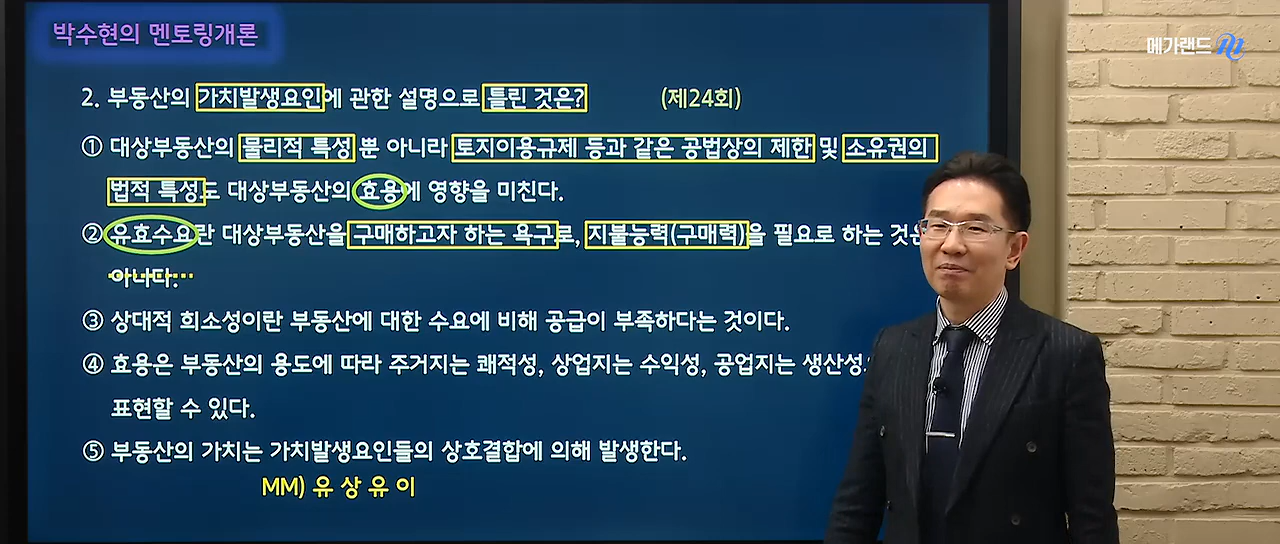 박수현의 멘토링개론
메가랜드
2. 부동산의 가치발생요인에 관한 설명으로 틀린 것은? (제24회)
① 대상부동산의 물리적 특성 뿐 아니라 토지이용규제 등과 같은 공법상의 제한 및 소유권의
법적 특성도 대상부동산의 효용에 영향을 미친다.
② 유효수요란 대상부동산을 구매하고자 하는 욕구로, 지불능력(구매력)을 필요로 하는 것은
아니다.
③ 상대적 희소성이란 부동산에 대한 수요에 비해 공급이 부족하다는 것이다.
④ 효용은 부동산의 용도에 따라 주거지는 쾌적성, 상업지는 수익성, 공업지는 생산성
표현할 수 있다.
⑤ 부동산의 가치는 가치발생요인들의 상호결합에 의해 발생한다.
MM) 유 상 유 이